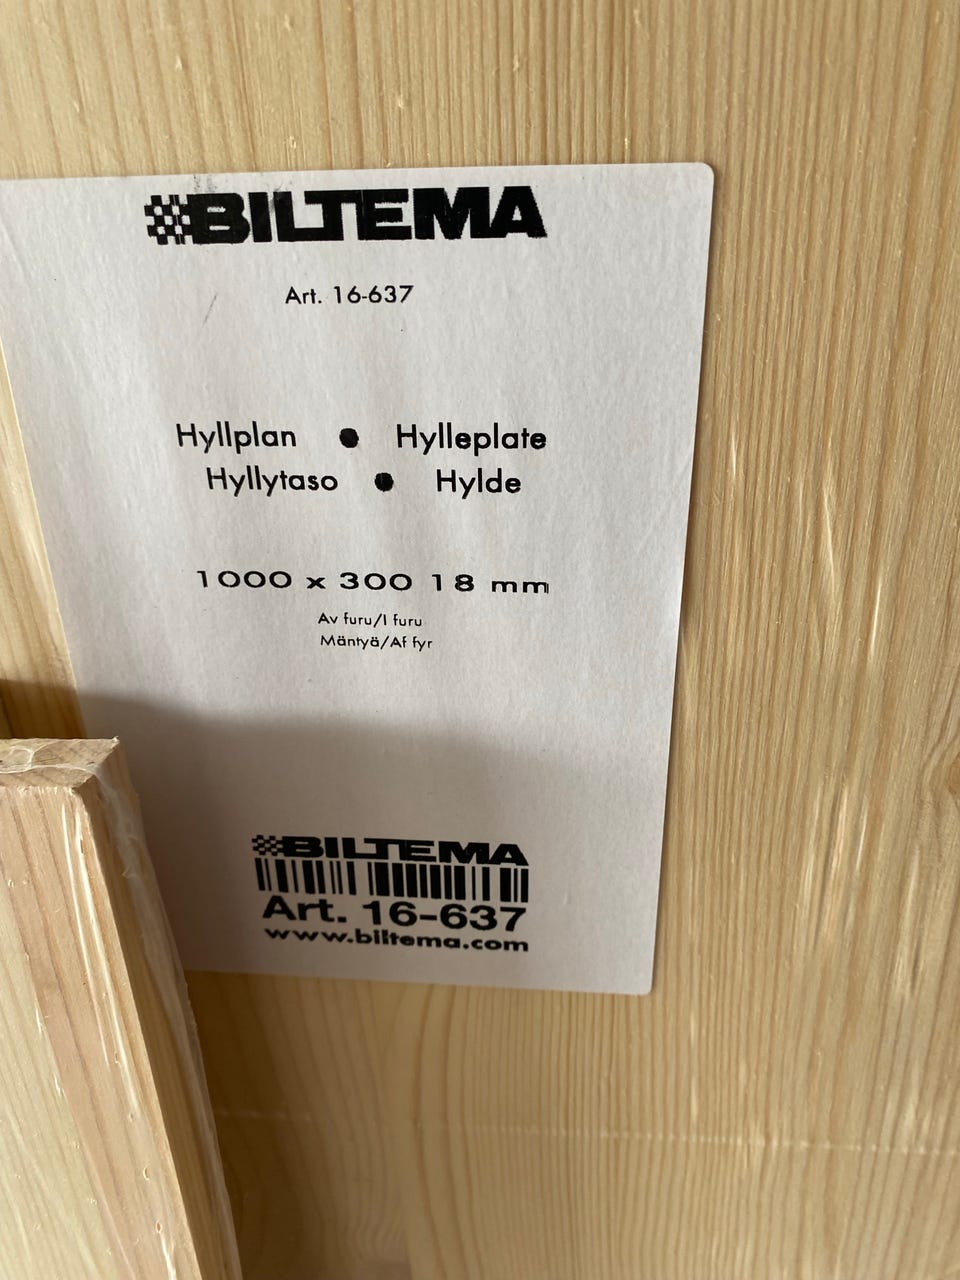 BILTEMA
Art. 16-637
Hyllplan • Hylleplate
Hyllytaso • Hylde
1000 x 300 18 mm
Av furu/I furu
Mäntyä/Af fyr
BILTEMA
Art. 16-637
www.biltema.com